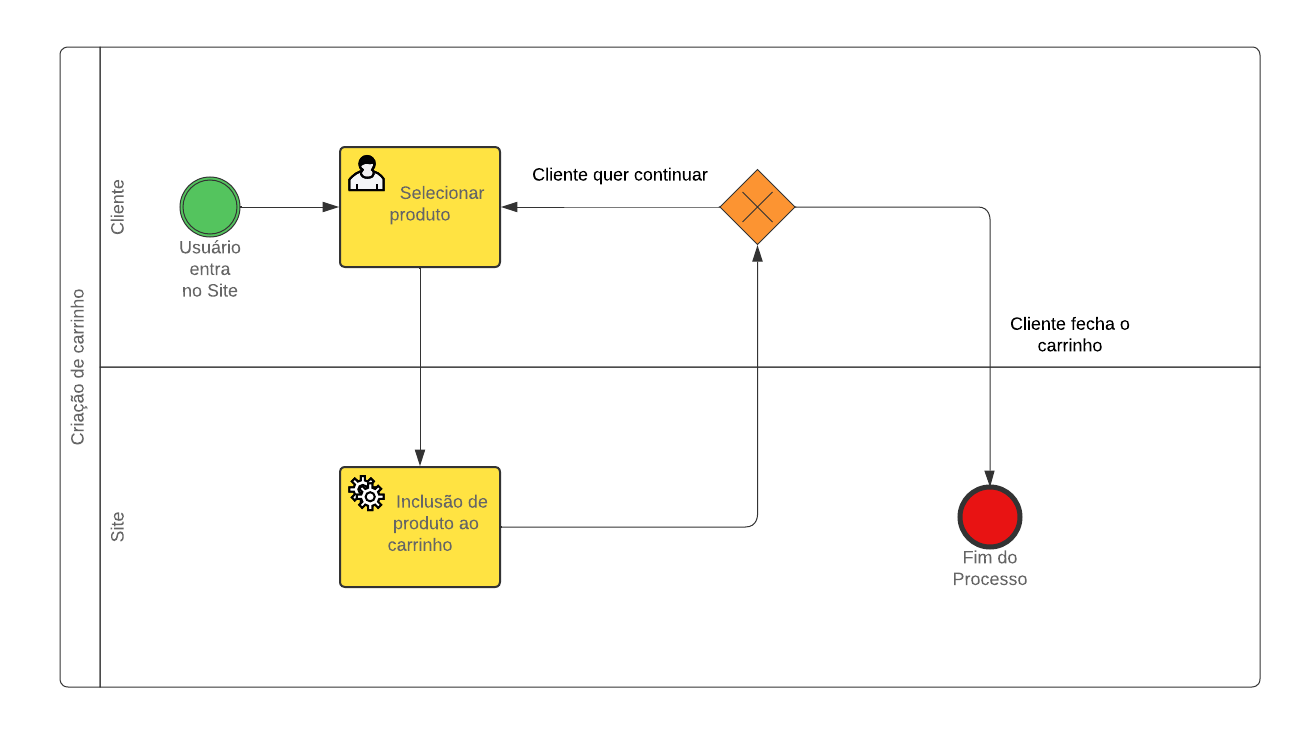 Criação de carrinho
Cliente
Usuário
entra
no Site
Selecionar
produto
Cliente quer continuar
Cliente fecha o
carrinho
Site
Inclusão de
produto ao
carrinho
Fim do
Processo